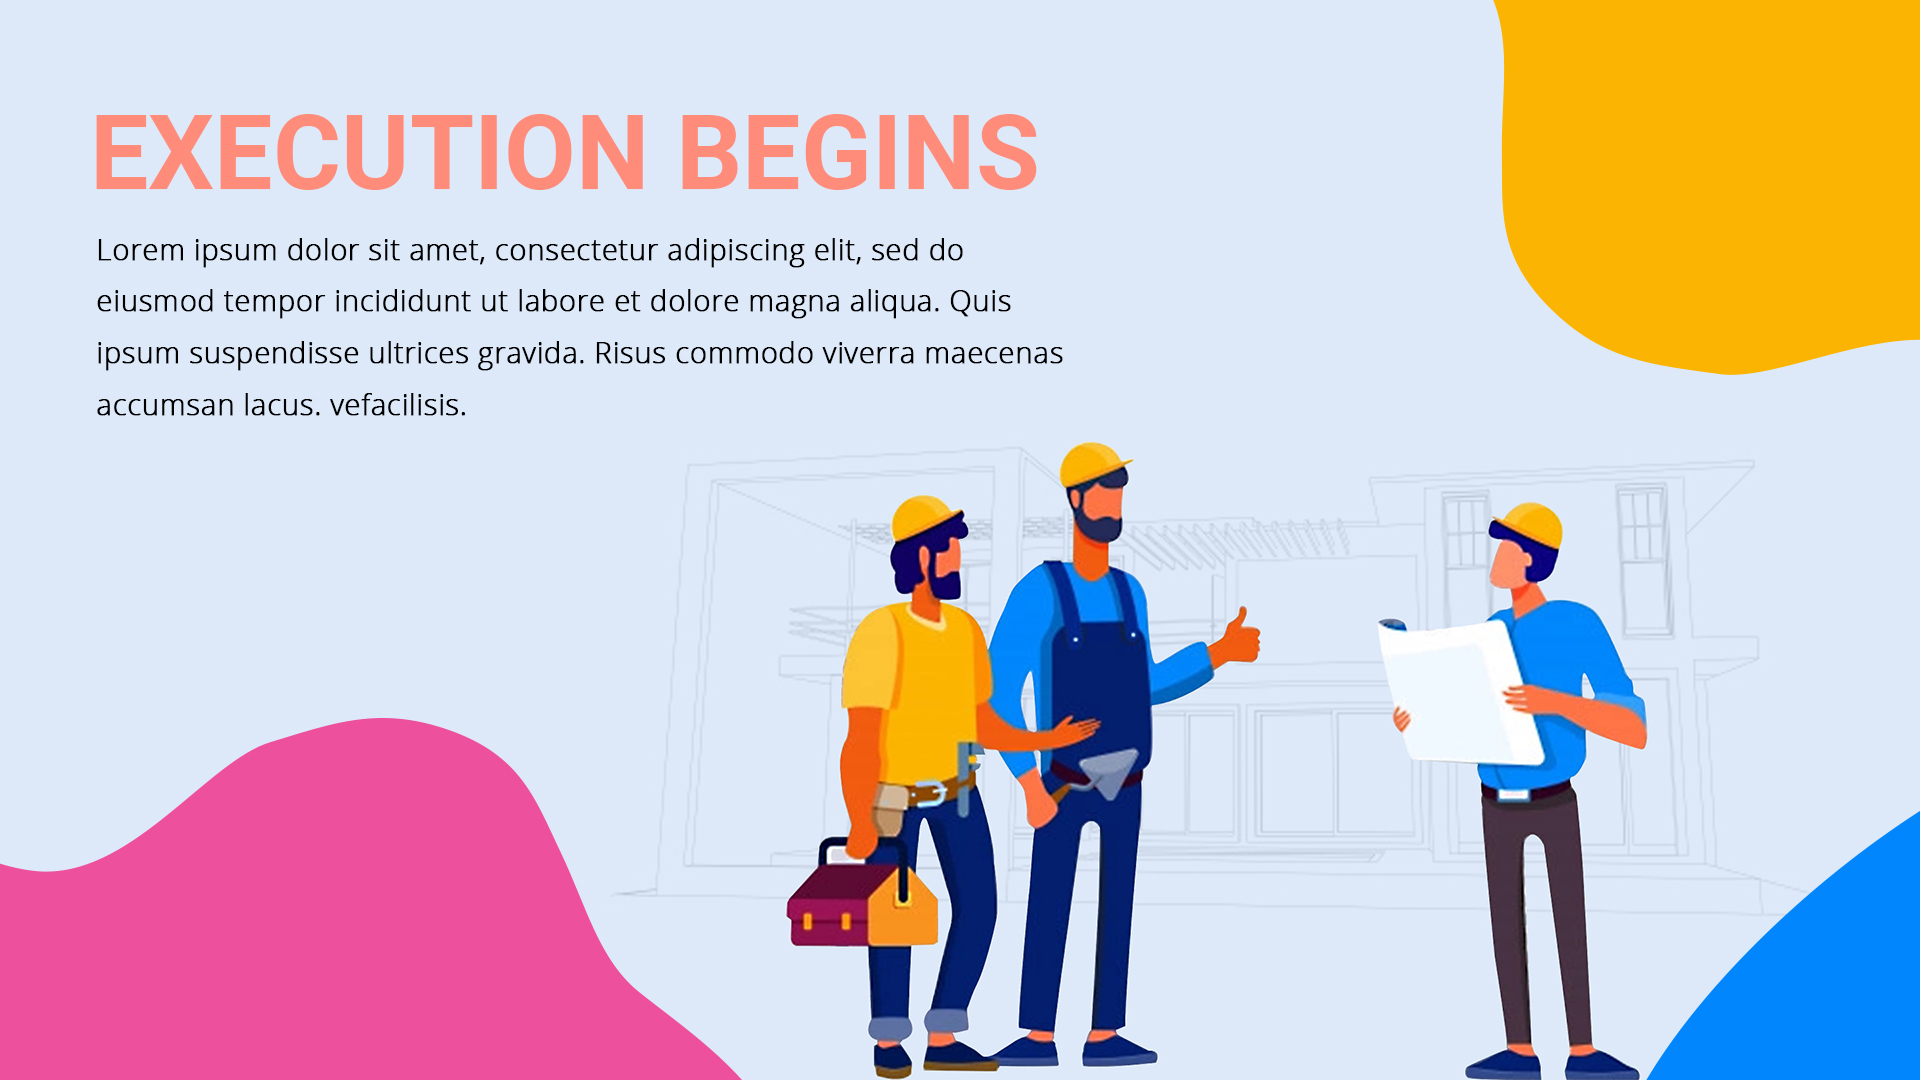 EXECUTION BEGINS
Lorem ipsum dolor sit amet, consectetur adipiscing elit, sed do
eiusmod tempor incididunt ut labore et dolore magna aliqua. Quis
ipsum suspendisse ultrices gravida. Risus commodo viverra maecenas
accumsan lacus. vefacilisis.